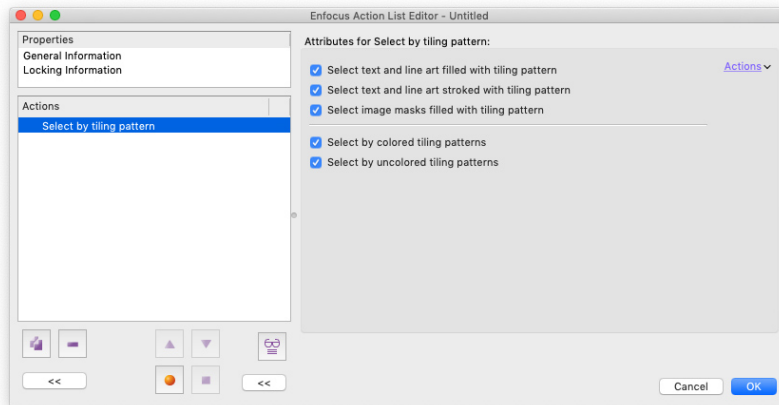 Enfocus Action List Editor - Untitled
Properties
General Information
Locking Information
Actions
Select by tiling pattern
<<
<<
Attributes for Select by tiling pattern:
Actions
Select text and line art filled with tiling pattern
Select text and line art stroked with tiling pattern
Select image masks filled with tiling pattern
Select by colored tiling patterns
Select by uncolored tiling patterns
Cancel
OK